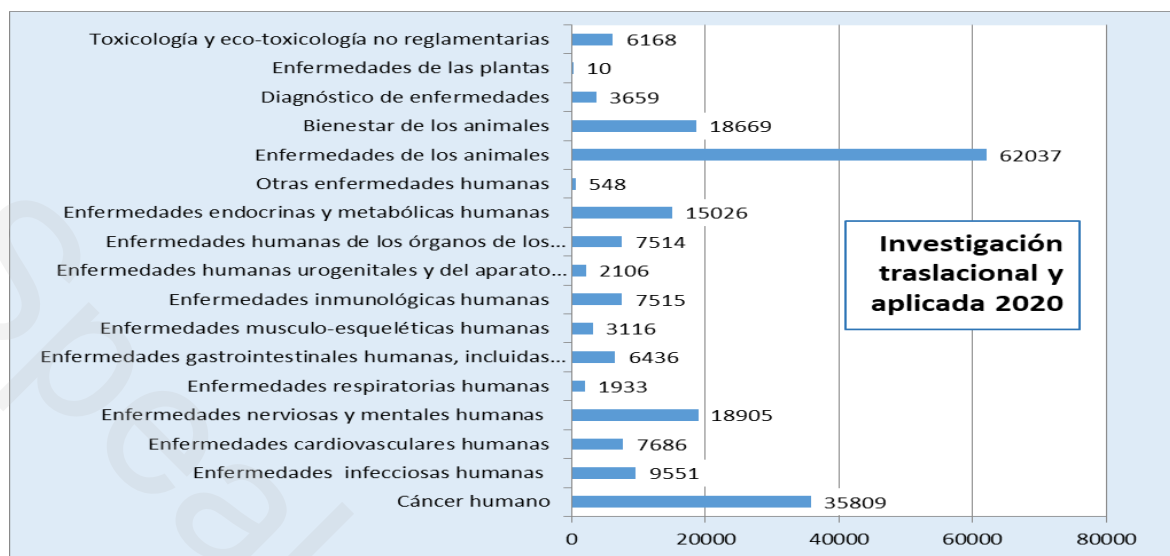 Toxicología y eco-toxicología no reglamentarias 6168
Enfermedades de las plantas 10
Diagnóstico de enfermedades 3659
Bienestar de los animales 18669
Enfermedades de los animales 62037
Otras enfermedades humanas 548
Enfermedades endocrinas y metabólicas humanas 15026
Enfermedades humanas de los órganos de los... 7514
Enfermedades humanas urogenitales y del aparato... 2106
Enfermedades inmunológicas humanas 7515
Enfermedades musculo-esqueléticas humanas 3116
Enfermedades gastrointestinales humanas, incluidas... 6436
Enfermedades respiratorias humanas 1933
Enfermedades nerviosas y mentales humanas 18905
Enfermedades cardiovasculares humanas 7686
Enfermedades infecciosas humanas 9551
Cáncer humano 35809
0 20000 40000 60000 80000
Investigación
traslacional y
aplicada 2020